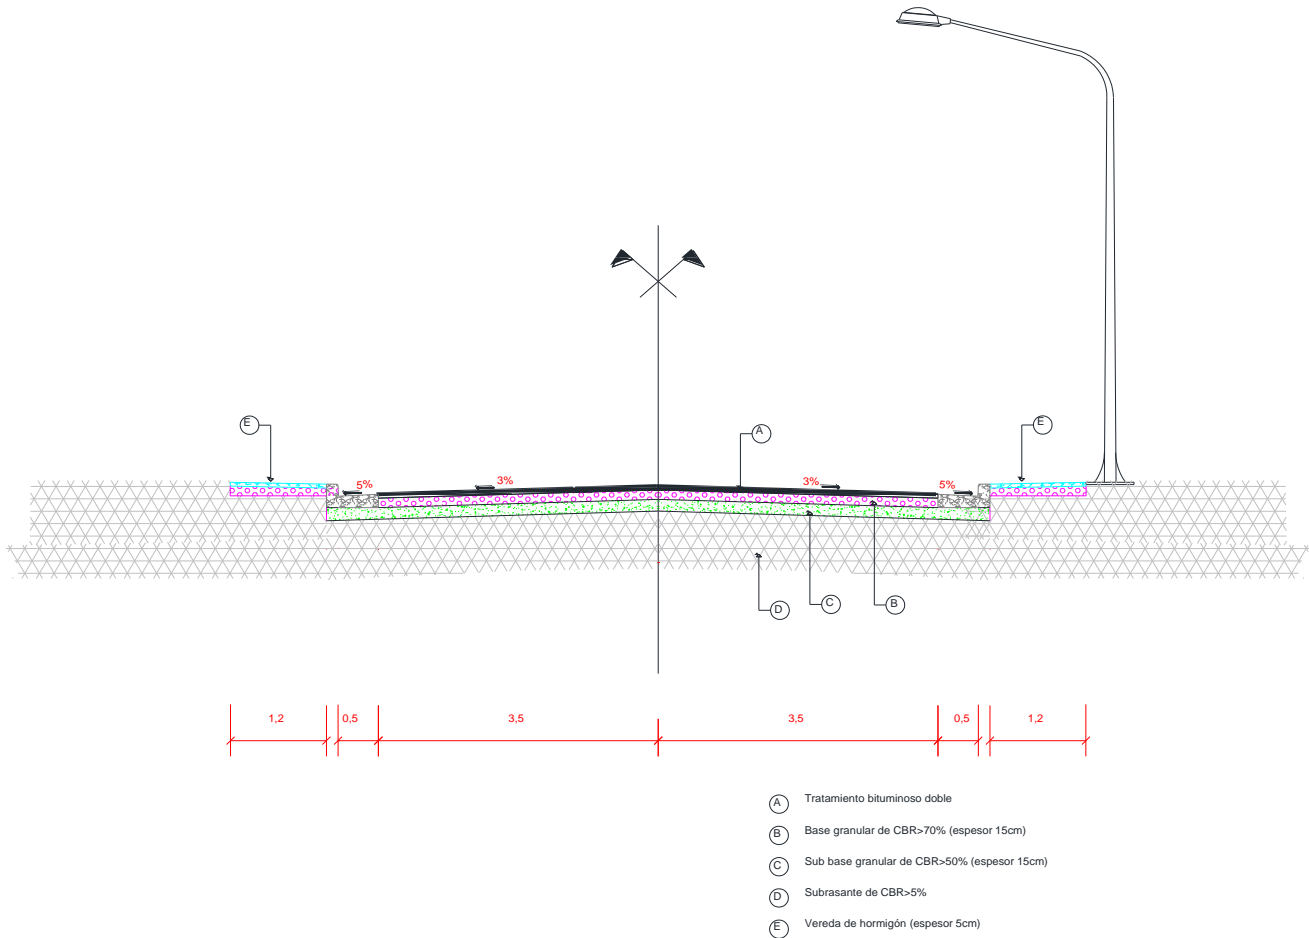 E
E
A
5%
3%
3%
5%
D
C
B
1,2
0,5
3,5
3,5
0,5
1,2
A Tratamiento bituminoso doble
B Base granular de CBR>70% (espesor 15cm)
C Sub base granular de CBR>50% (espesor 15cm)
D Subrasante de CBR>5%
E Vereda de hormigón (espesor 5cm)